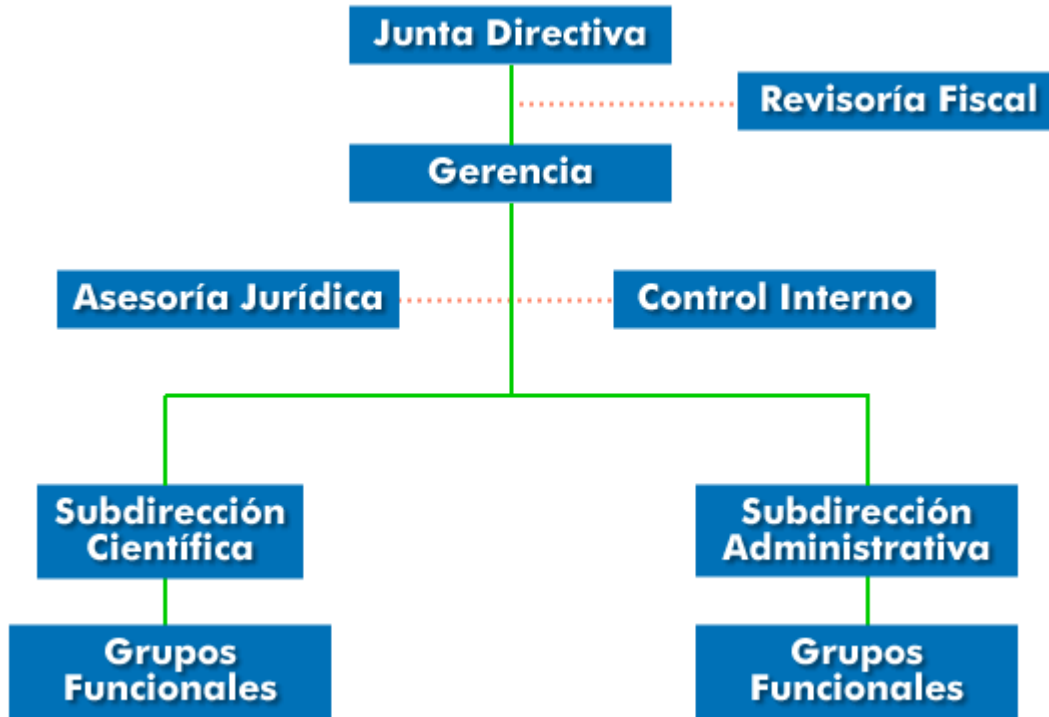 Junta Directiva
Revisoría Fiscal
Gerencia
Asesoría Jurídica
Control Interno
Subdirección
Científica
Subdirección
Administrativa
Grupos
Funcionales
Grupos
Funcionales